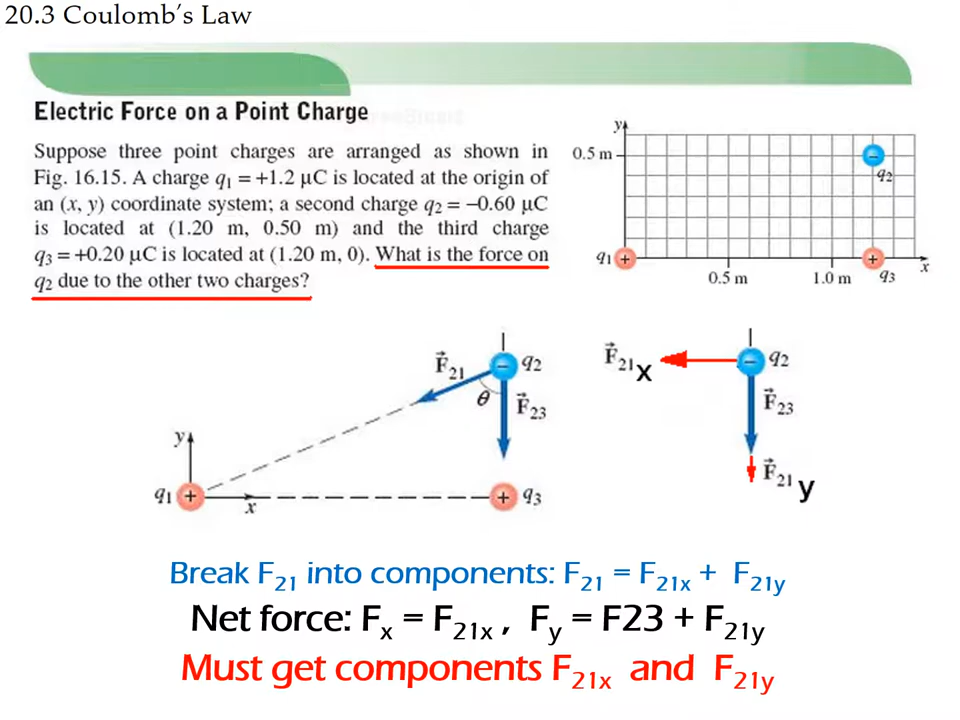 20.3 Coulomb's Law
Electric Force on a Point Charge
Suppose three point charges are arranged as shown in
Fig. 16.15. A charge q₁ = +1.2 µC is located at the origin of
an (x, y) coordinate system; a second charge q₂ = −0.60 µC
is located at (1.20 m, 0.50 m) and the third charge
q₃ = +0.20 µC is located at (1.20 m, 0). What is the force on
q₂ due to the other two charges?
y
0.5 m
−
q₂
q₁ +
+
0.5 m
1.0 m
q₃
x
F⃗₂₁
−
q₂
θ
F⃗₂₃
y
q₁ +
x
+ q₃
F⃗₂₁ x
−
q₂
F⃗₂₃
F⃗₂₁ y
Break F₂₁ into components: F₂₁ = F₂₁ₓ + F₂₁y
Net force: Fₓ = F₂₁ₓ , Fy = F23 + F₂₁y
Must get components F₂₁ₓ and F₂₁y